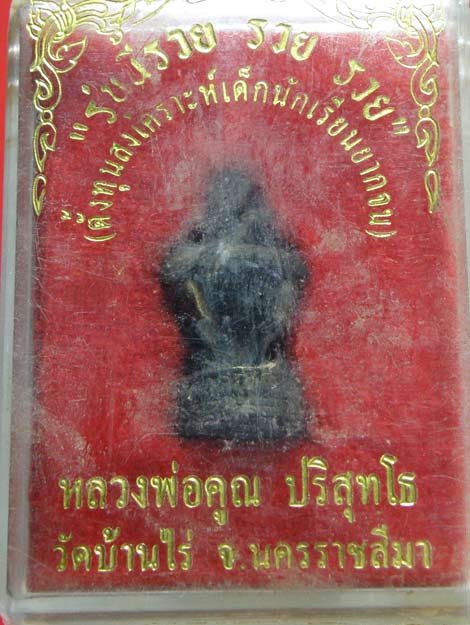 "รุ่นรวย รวย รวย"
(ตั้งทุนสงเคราะห์เด็กนักเรียนยากจน)
หลวงพ่อคูณ ปริสุทโธ
วัดบ้านไร่ จ.นครราชสีมา